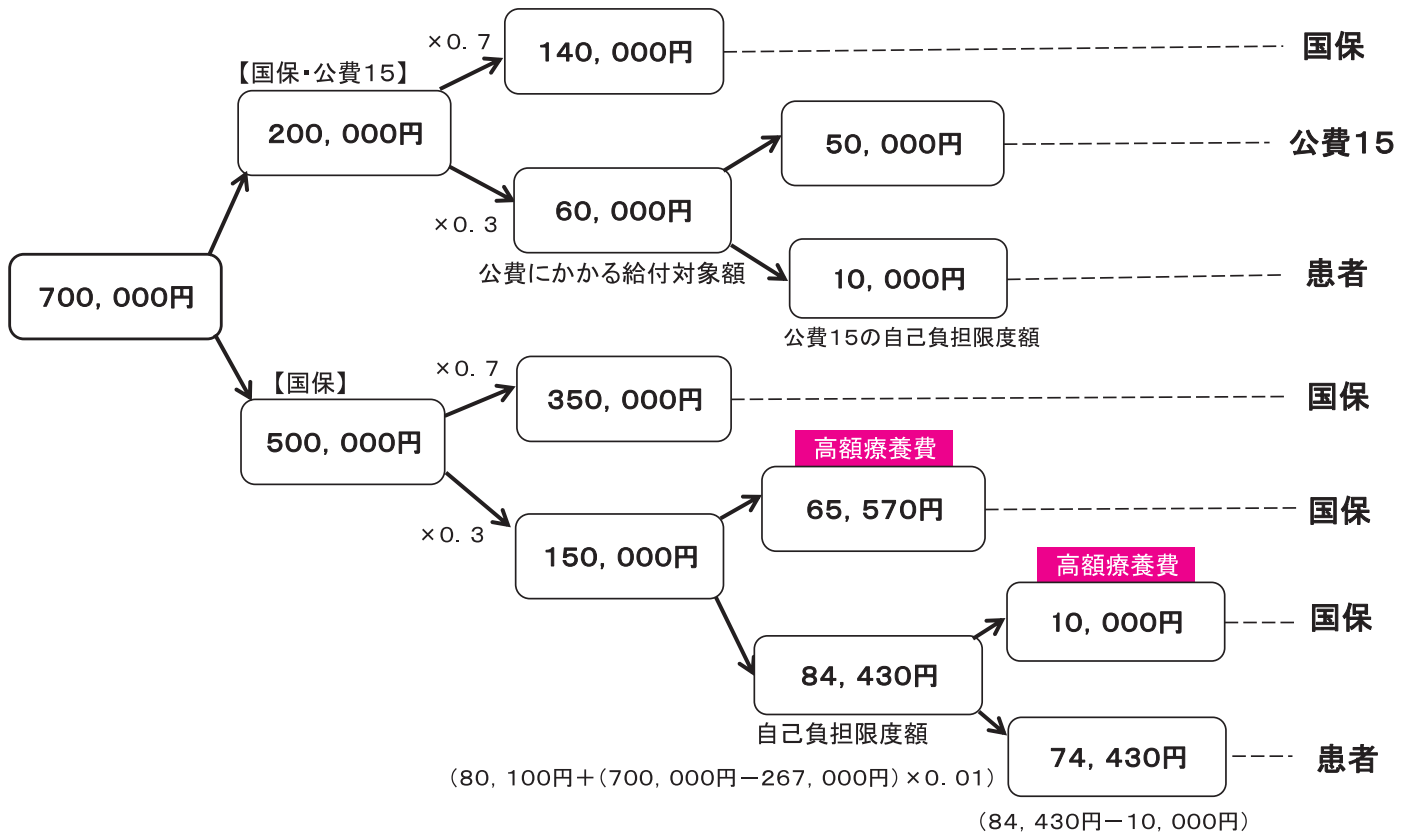 ×0.7
140,000円
国保
【国保・公費15】
200,000円
50,000円
公費15
×0.3
60,000円
公費にかかる給付対象額
10,000円
患者
公費15の自己負担限度額
700,000円
【国保】
×0.7
350,000円
国保
500,000円
高額療養費
65,570円
国保
×0.3
150,000円
高額療養費
10,000円
国保
84,430円
自己負担限度額
(80,100円+(700,000円-267,000円)×0.01)
74,430円
患者
(84,430円-10,000円)